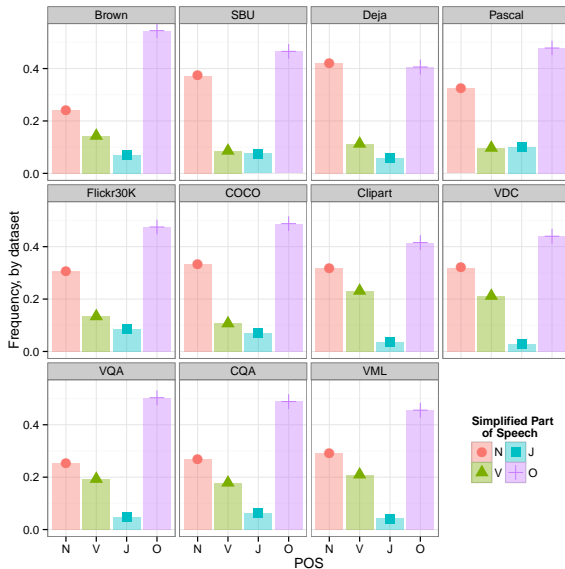 Brown SBU Deja Pascal
0.4
0.2
0.0
Flickr30K COCO Clipart VDC
0.4
0.2
0.0
VQA CQA VML
0.4
0.2
0.0
N V J O N V J O N V J O
POS
Frequency, by dataset
Simplified Part
of Speech
N J
V O